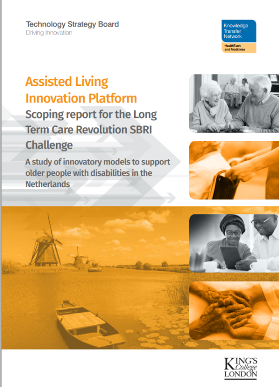 Technology Strategy Board
Driving Innovation
Knowledge
Transfer
Network
HealthTech
and Medicines
Assisted Living
Innovation Platform
Scoping report for the Long
Term Care Revolution SBRI
Challenge
A study of innovatory models to support
older people with disabilities in the
Netherlands
KING'S
College
LONDON